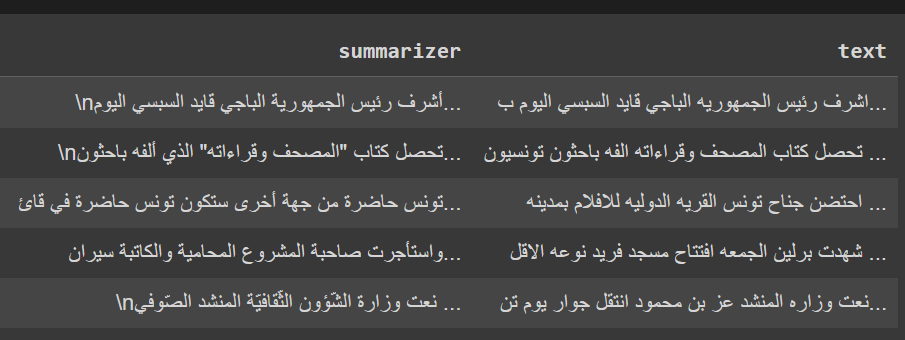 text summarizer
اشرف رئيس الجمهوريه الباجي قايد السبسي اليوم ب... \nأشرف رئيس الجمهورية الباجي قايد السبسي اليوم...
تحصل كتاب المصحف وقراءاته الفه باحثون تونسيون ... \nتحصل كتاب "المصحف وقراءاته" الذي ألفه باحثون...
احتضن جناح تونس القريه الدوليه للافلام بمدينه ... تونس حاضرة من جهة أخرى ستكون تونس حاضرة في قائ...
شهدت برلين الجمعه افتتاح مسجد فريد نوعه الاقل ... واستأجرت صاحبة المشروع المحامية والكاتبة سيران...
نعت وزاره المنشد عز بن محمود انتقل جوار يوم تن... \nنعت وزارة الشّؤون الثّقافيّة المنشد الصّوفي ...